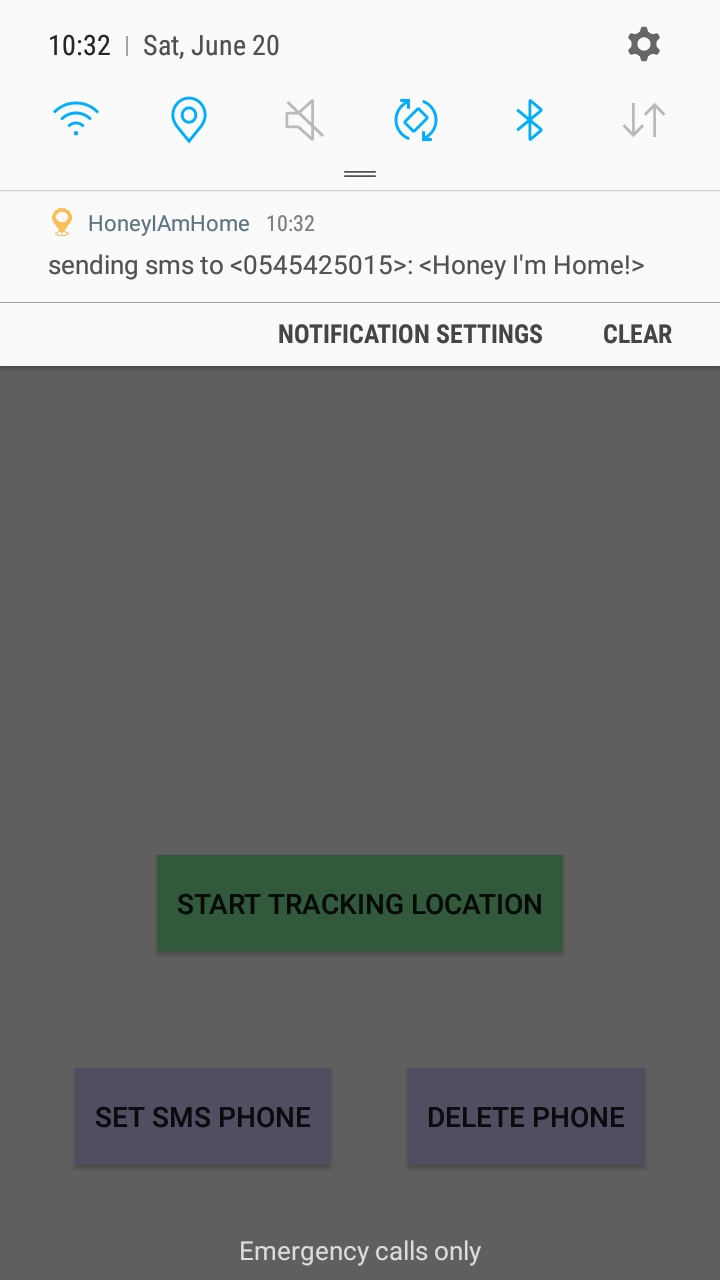 10:32 | Sat, June 20
HoneyIAmHome 10:32
sending sms to <0545425015>: <Honey I'm Home!>
NOTIFICATION SETTINGS CLEAR
START TRACKING LOCATION
SET SMS PHONE DELETE PHONE
Emergency calls only